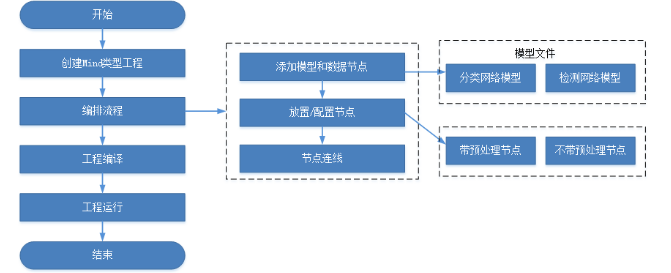 开始
创建Mind类型工程
编排流程
工程编译
工程运行
结束
添加模型和数据节点
放置/配置节点
节点连线
模型文件
分类网络模型
检测网络模型
带预处理节点
不带预处理节点